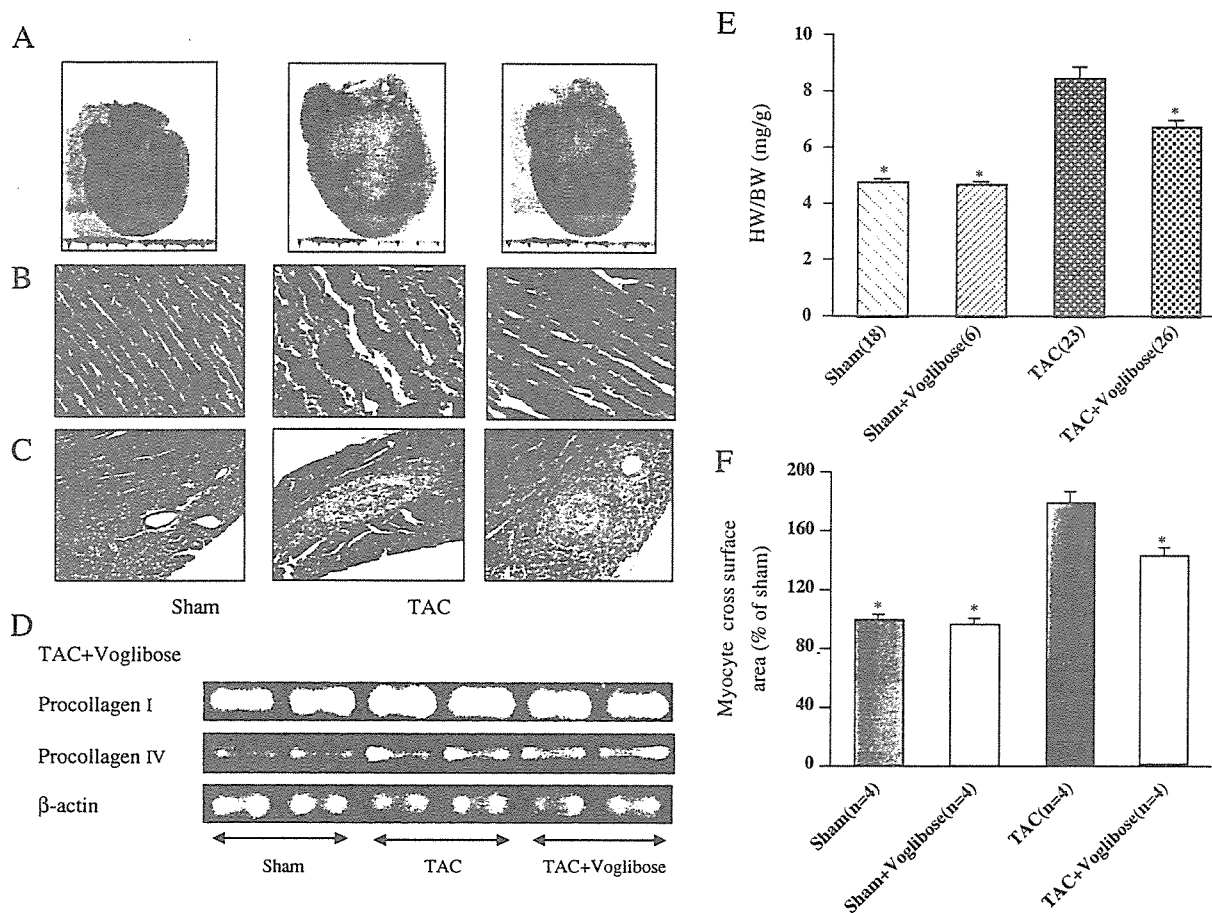 A
B
C
Sham
TAC
D
TAC+Voglibose
Procollagen I
Procollagen IV
β-actin
Sham
TAC
TAC+Voglibose
E
HW/BW (mg/g)
10
8
6
4
2
0
*
*
*
Sham(18)
Sham+Voglibose(6)
TAC(23)
TAC+Voglibose(26)
F
Myocyte cross surface
area (% of sham)
200
160
120
80
40
0
*
*
*
Sham(n=4)
Sham+Voglibose(n=4)
TAC(n=4)
TAC+Voglibose(n=4)